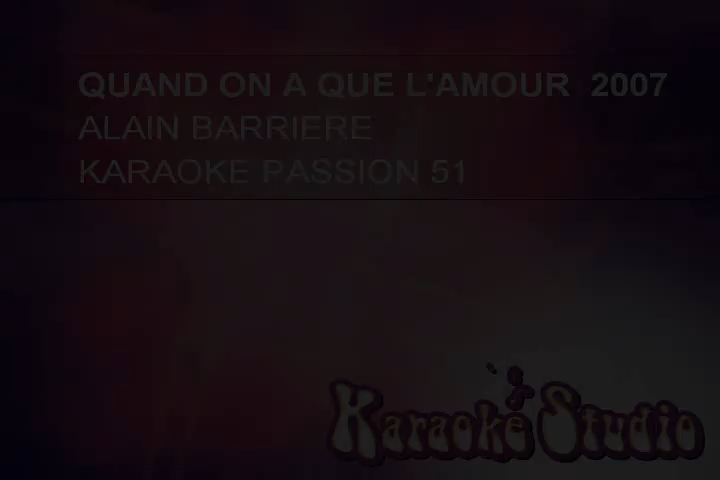 QUAND ON A QUE L'AMOUR 2007
ALAIN BARRIERE
KARAOKE PASSION 51
Karaoke Studio